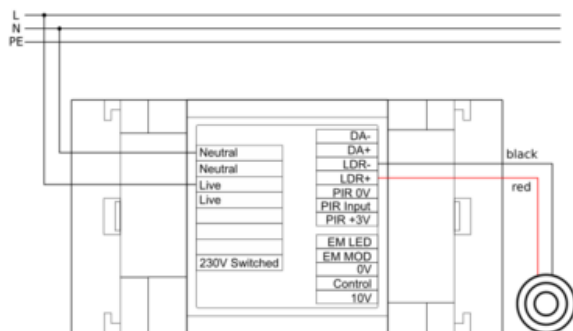 L
N
PE
Neutral
Neutral
Live
Live
230V Switched
DA-
DA+
LDR-
LDR+
PIR 0V
PIR Input
PIR +3V
EM LED
EM MOD
0V
Control
10V
black
red